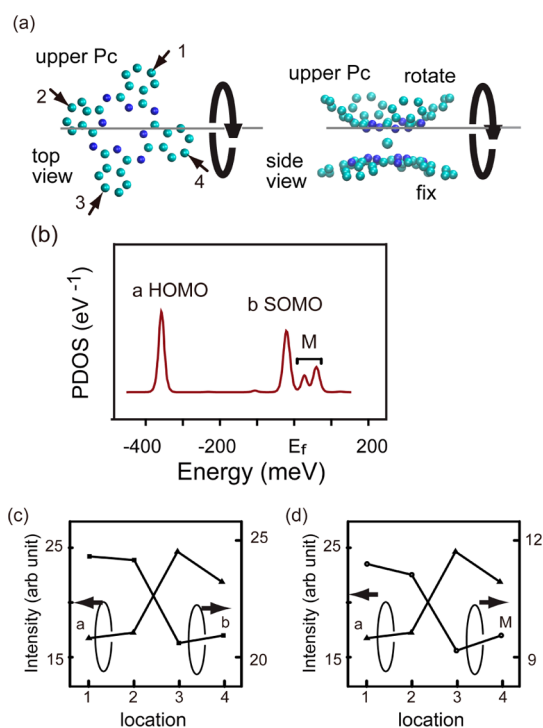 (a)
upper Pc
1
2
top
view
3
4
upper Pc
rotate
side
view
fix
(b)
PDOS (eV -1)
a HOMO
b SOMO
M
-400
-200
Ef
200
Energy (meV)
(c)
Intensity (arb unit)
25
15
25
20
a
b
1 2 3 4
location
(d)
Intensity (arb unit)
25
15
12
9
a
M
1 2 3 4
location